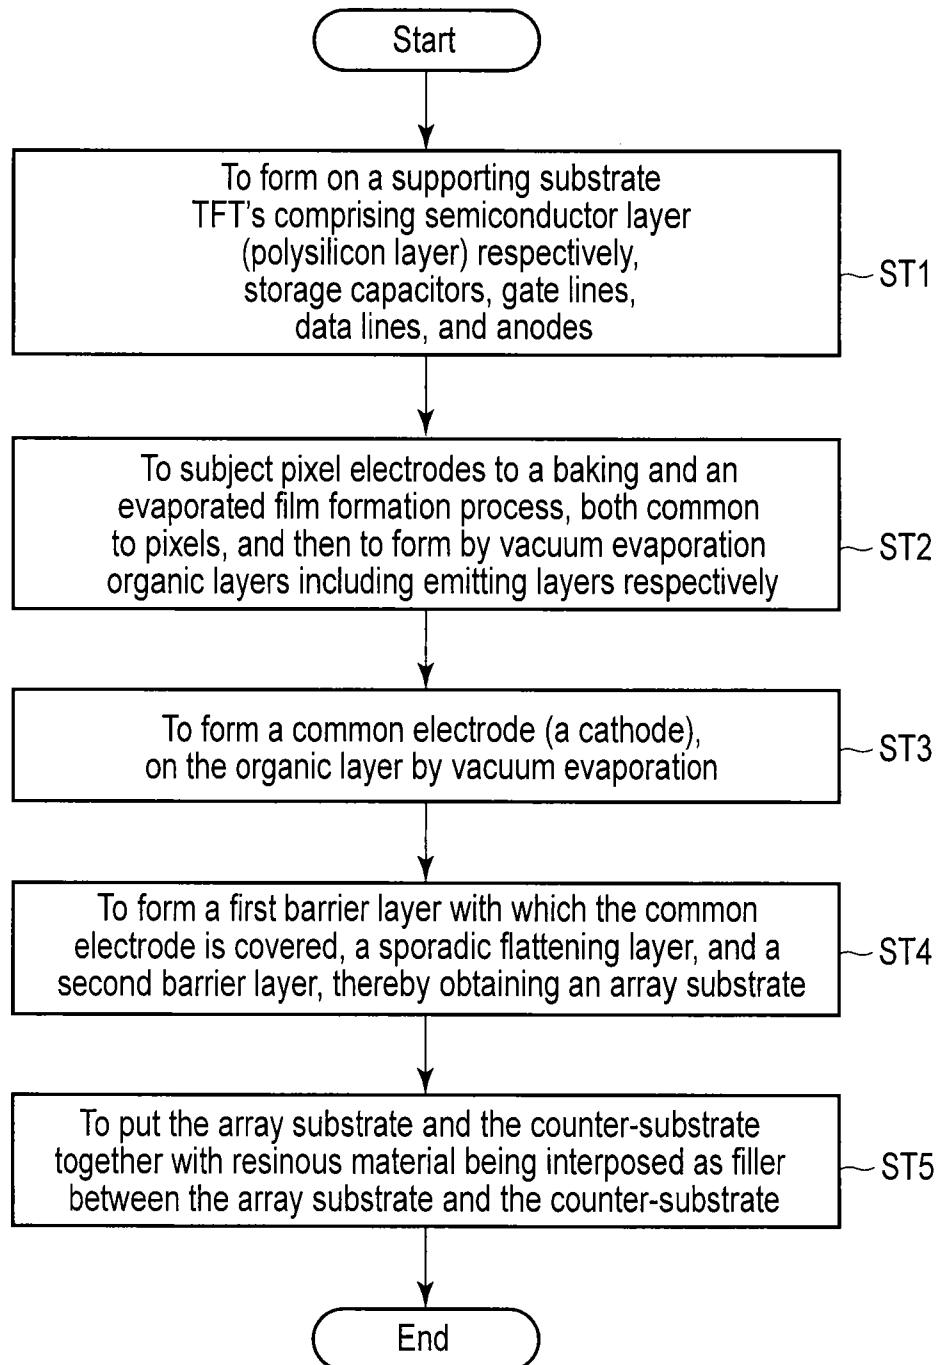 Start
To form on a supporting substrate
TFT's comprising semiconductor layer
(polysilicon layer) respectively,
storage capacitors, gate lines,
data lines, and anodes
ST1
To subject pixel electrodes to a baking and an
evaporated film formation process, both common
to pixels, and then to form by vacuum evaporation
organic layers including emitting layers respectively
ST2
To form a common electrode (a cathode),
on the organic layer by vacuum evaporation
ST3
To form a first barrier layer with which the common
electrode is covered, a sporadic flattening layer, and a
second barrier layer, thereby obtaining an array substrate
ST4
To put the array substrate and the counter-substrate
together with resinous material being interposed as filler
between the array substrate and the counter-substrate
ST5
End